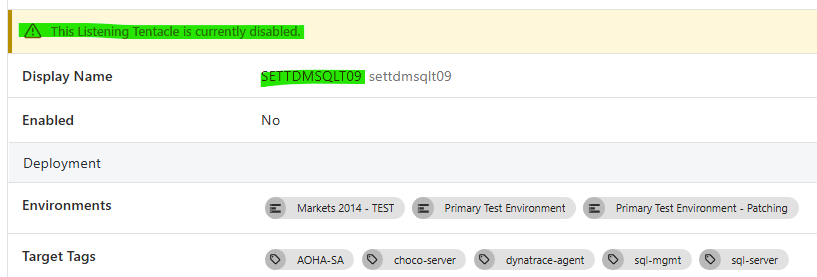 This Listening Tentacle is currently disabled.
Display Name SETTDMSQLT09 settdmsqlt09
Enabled No
Deployment
Environments Markets 2014 - TEST Primary Test Environment Primary Test Environment - Patching
Target Tags AOHA-SA choco-server dynatrace-agent sql-mgmt sql-server